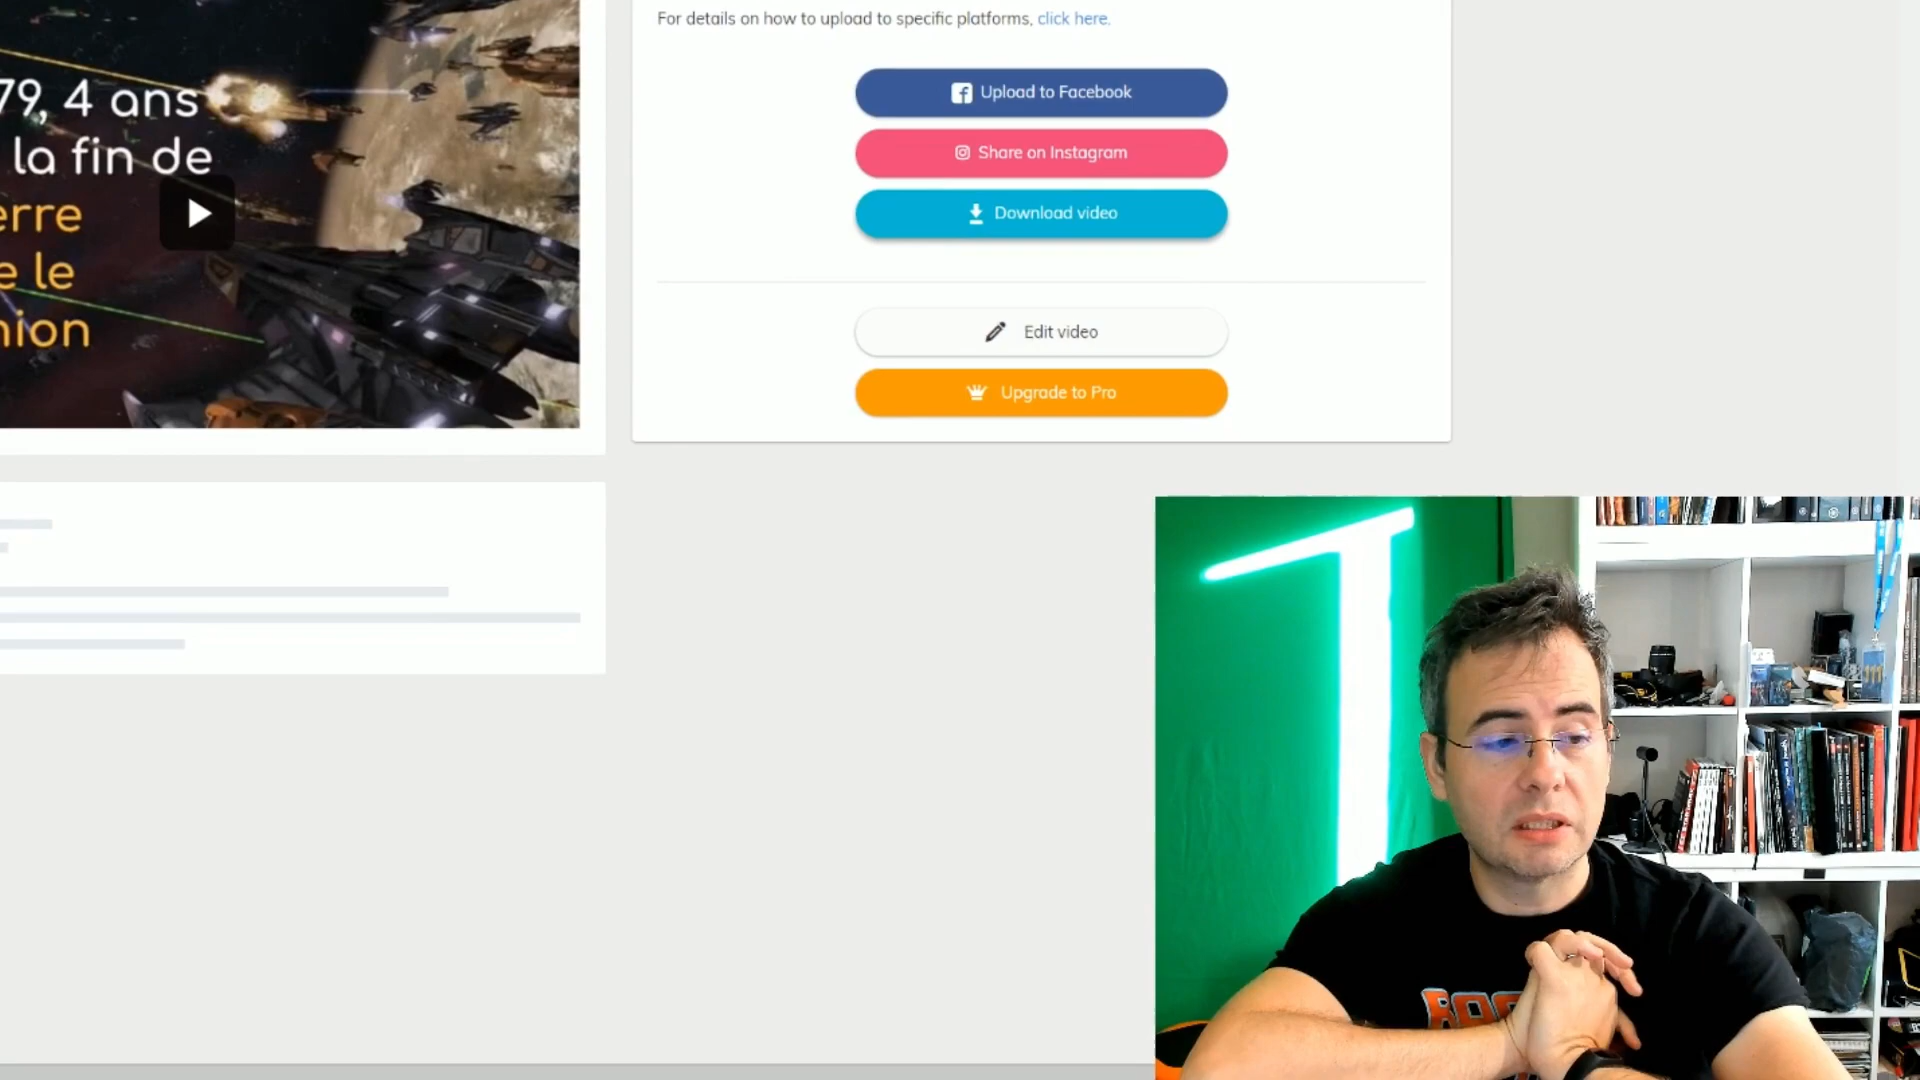 For details on how to upload to specific platforms, click here.
79, 4 ans
la fin de
erre
e le
nion
Upload to Facebook
Share on Instagram
Download video
Edit video
Upgrade to Pro